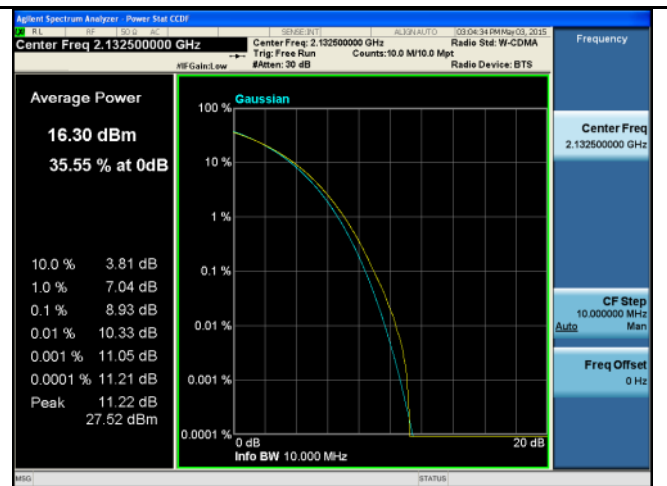 Agilent Spectrum Analyzer - Power Stat CCDF
RL RF 50 Ω AC SENSE:INT ALIGN AUTO 03:04:34 PM May 03, 2015
Center Freq 2.132500000 GHz
Center Freq: 2.132500000 GHz Radio Std: W-CDMA
Trig: Free Run Counts:10.0 M/10.0 Mpt
#IFGain:Low #Atten: 30 dB Radio Device: BTS
Frequency
Average Power
16.30 dBm
35.55 % at 0dB
10.0 % 3.81 dB
1.0 % 7.04 dB
0.1 % 8.93 dB
0.01 % 10.33 dB
0.001 % 11.05 dB
0.0001 % 11.21 dB
Peak 11.22 dB
27.52 dBm
100 % Gaussian
10 %
1 %
0.1 %
0.01 %
0.001 %
0.0001 %
0 dB 20 dB
Info BW 10.000 MHz
Center Freq
2.132500000 GHz
CF Step
10.000000 MHz
Auto Man
Freq Offset
0 Hz
MSG STATUS